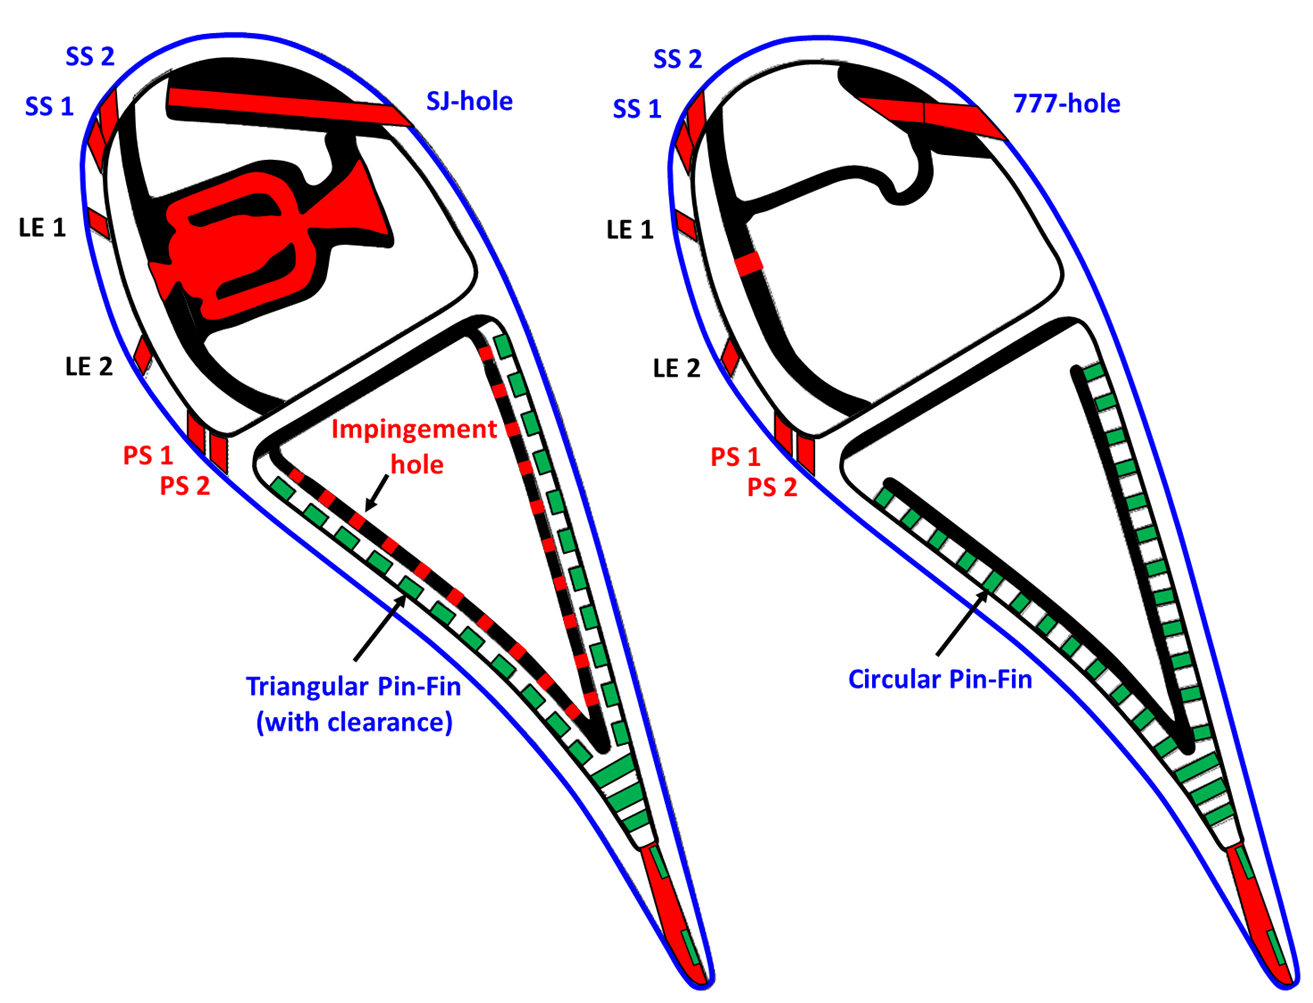 SS 2
SS 1
SJ-hole
LE 1
LE 2
Impingement
hole
PS 1
PS 2
Triangular Pin-Fin
(with clearance)
SS 2
SS 1
777-hole
LE 1
LE 2
PS 1
PS 2
Circular Pin-Fin